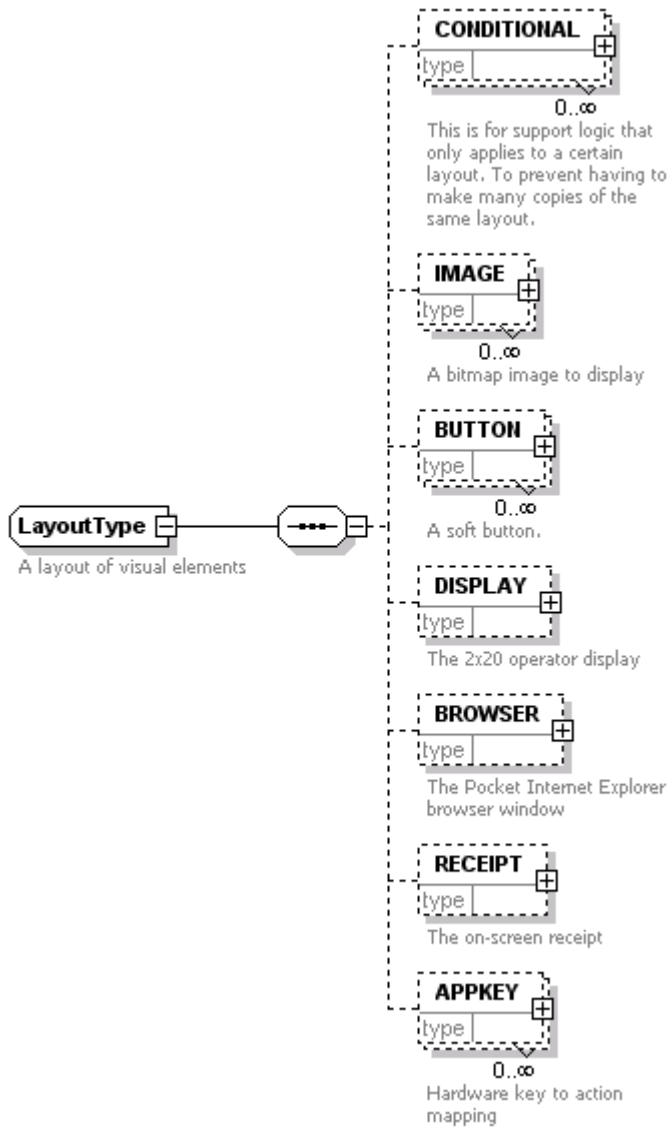 CONDITIONAL
type
0..∞
This is for support logic that
only applies to a certain
layout. To prevent having to
make many copies of the
same layout.
IMAGE
type
0..∞
A bitmap image to display
BUTTON
type
0..∞
A soft button.
LayoutType
A layout of visual elements
DISPLAY
type
The 2x20 operator display
BROWSER
type
The Pocket Internet Explorer
browser window
RECEIPT
type
The on-screen receipt
APPKEY
type
0..∞
Hardware key to action
mapping